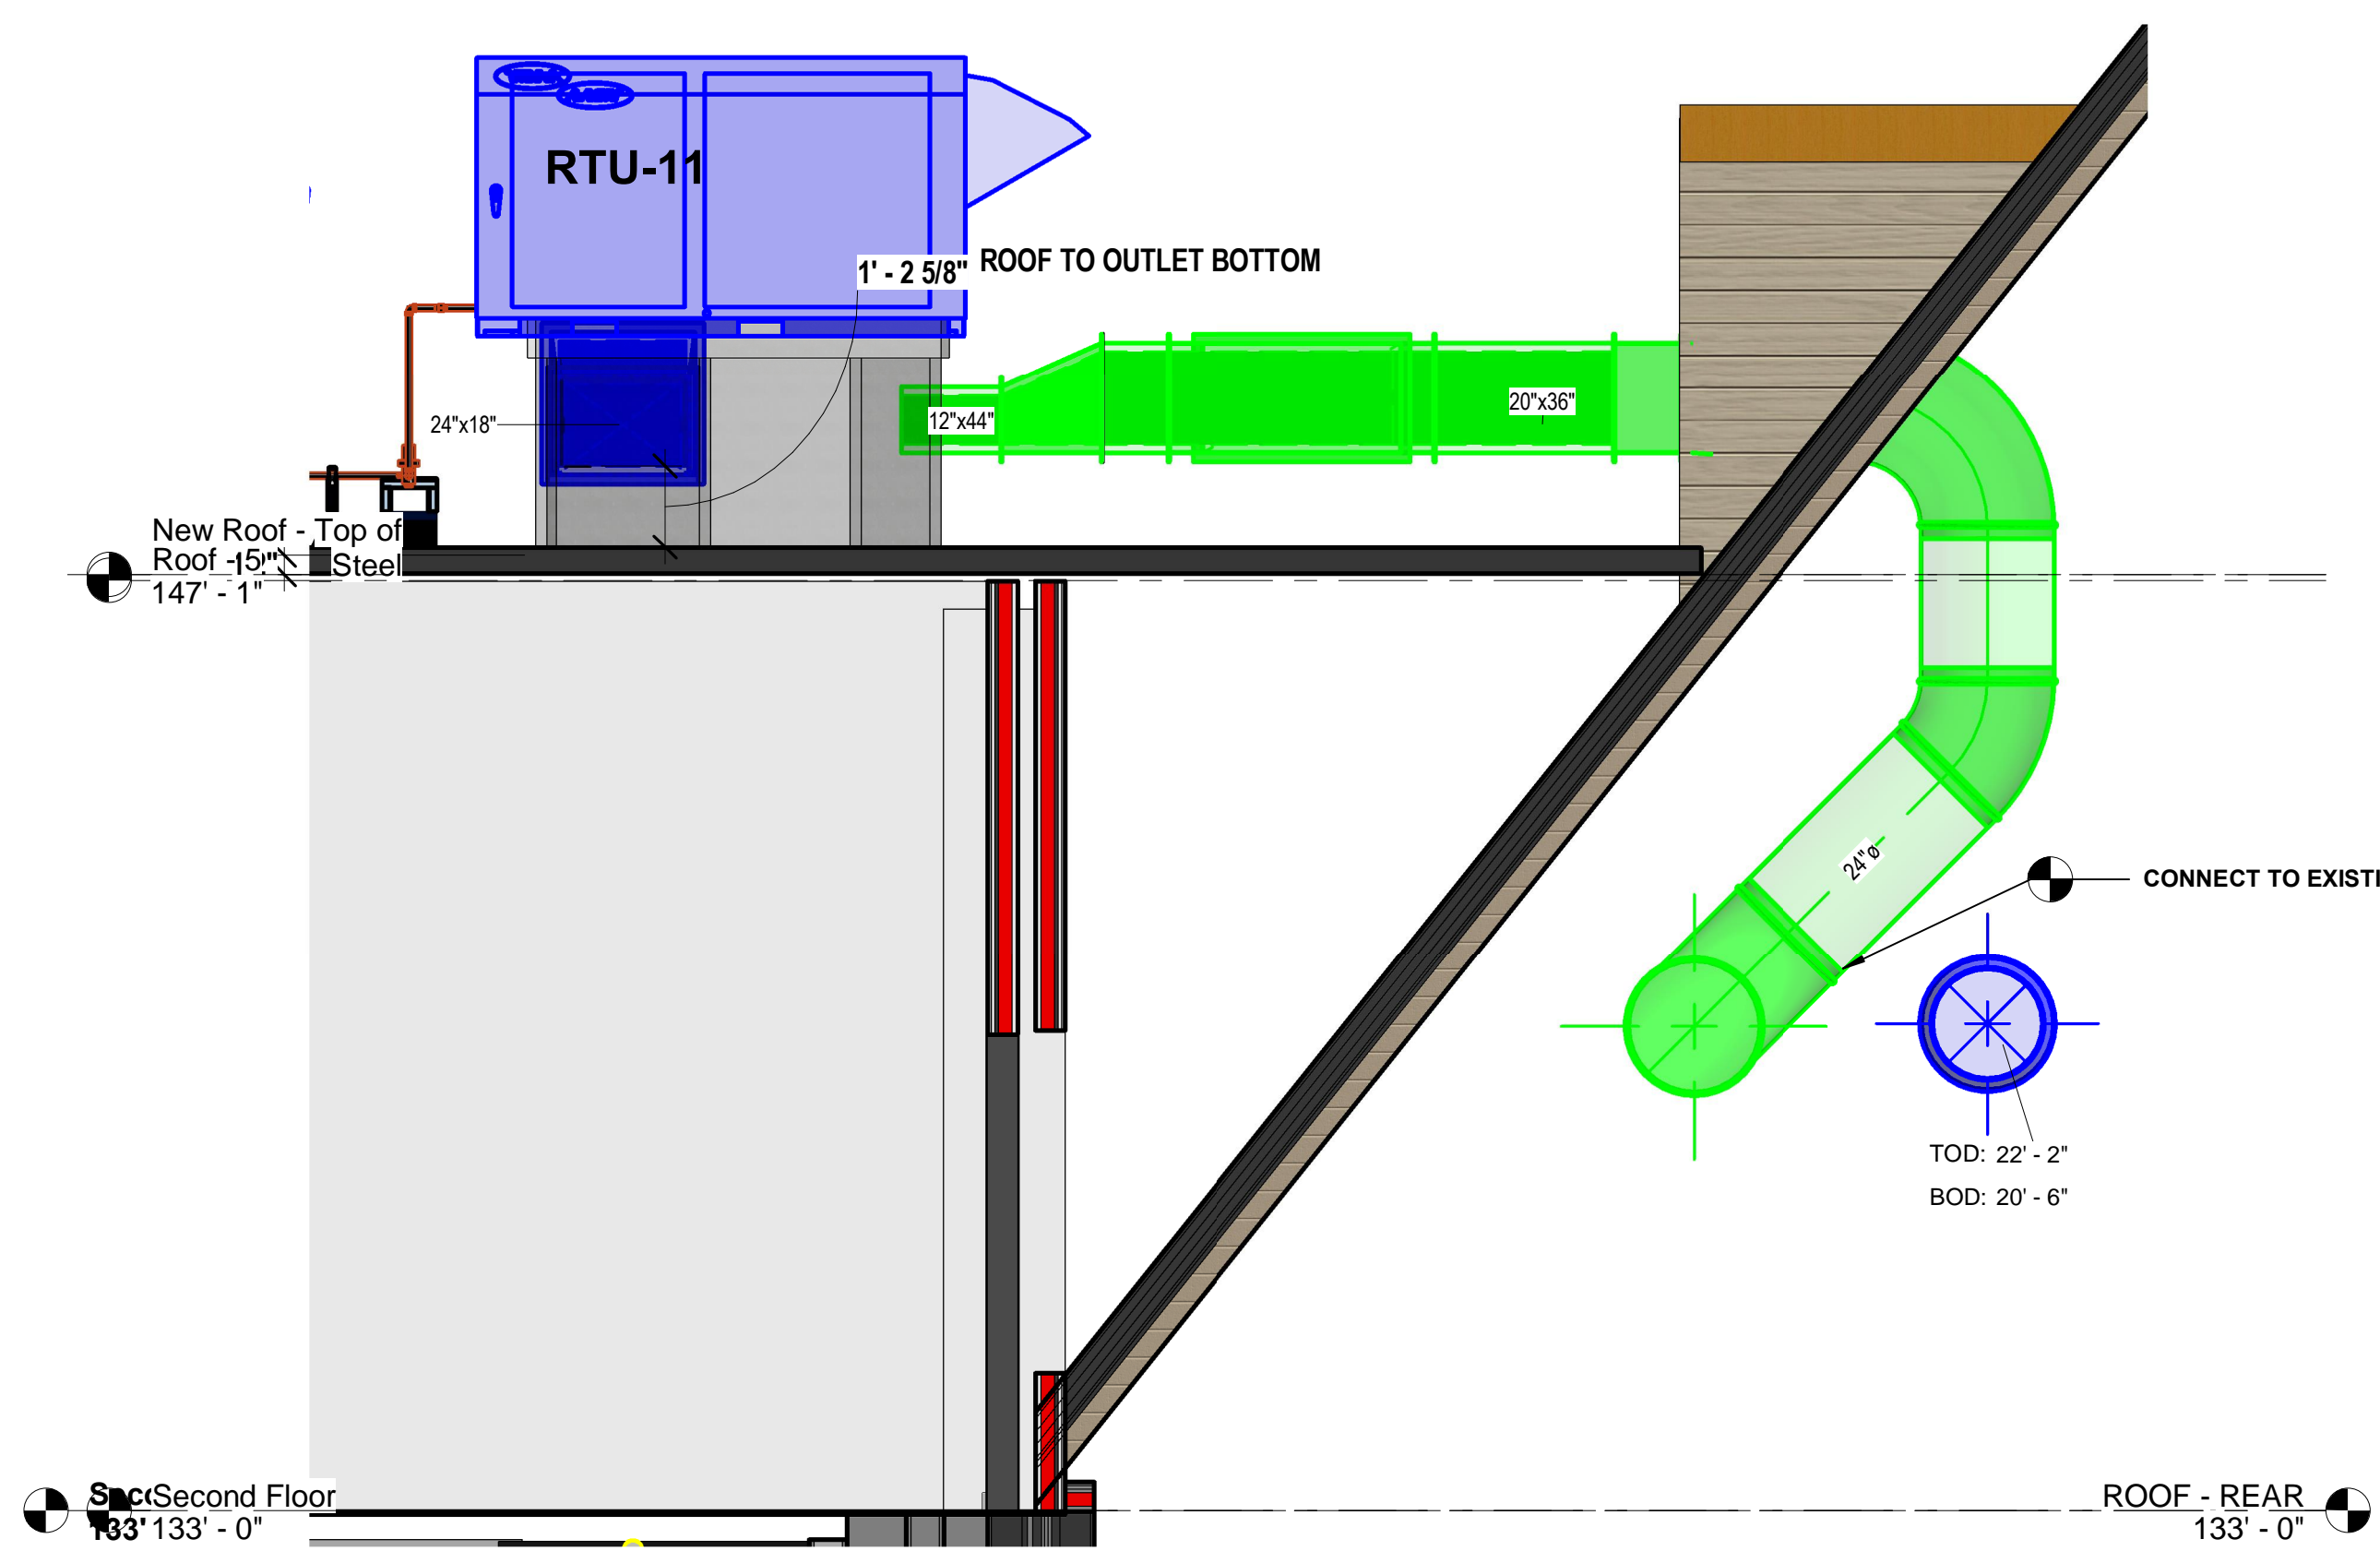 RTU-11
1' - 2 5/8" ROOF TO OUTLET BOTTOM
24"x18"
12"x44"
20"x36"
New Roof - Top of
Roof - Steel
147' - 1"
24"ø
CONNECT TO EXISTI
TOD: 22' - 2"
BOD: 20' - 6"
Second Floor
133' 133' - 0"
ROOF - REAR
133' - 0"